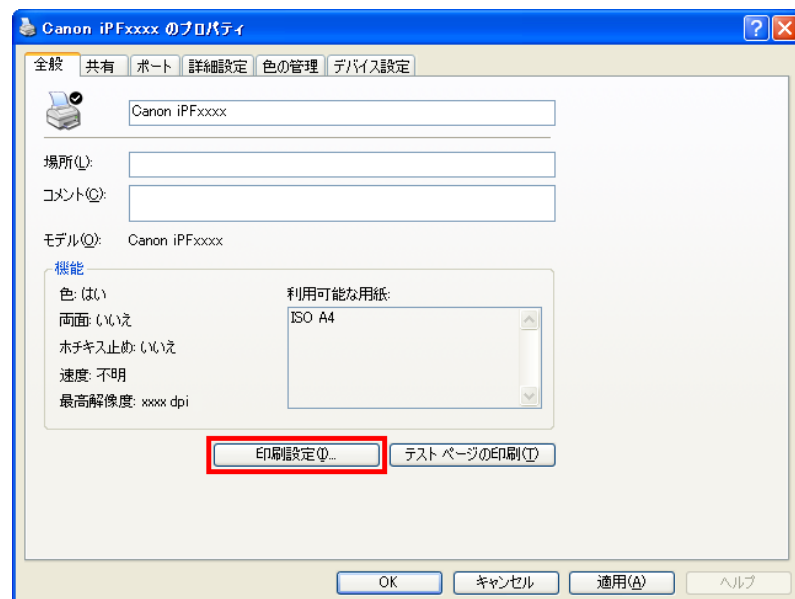 Canon iPFxxxx のプロパティ
全般 共有 ポート 詳細設定 色の管理 デバイス設定
Canon iPFxxxx
場所(L):
コメント(C):
モデル(O): Canon iPFxxxx
機能
色: はい
両面: いいえ
ホチキス止め: いいえ
速度: 不明
最高解像度: xxxx dpi
利用可能な用紙:
ISO A4
印刷設定(I)... テスト ページの印刷(T)
OK キャンセル 適用(A) ヘルプ